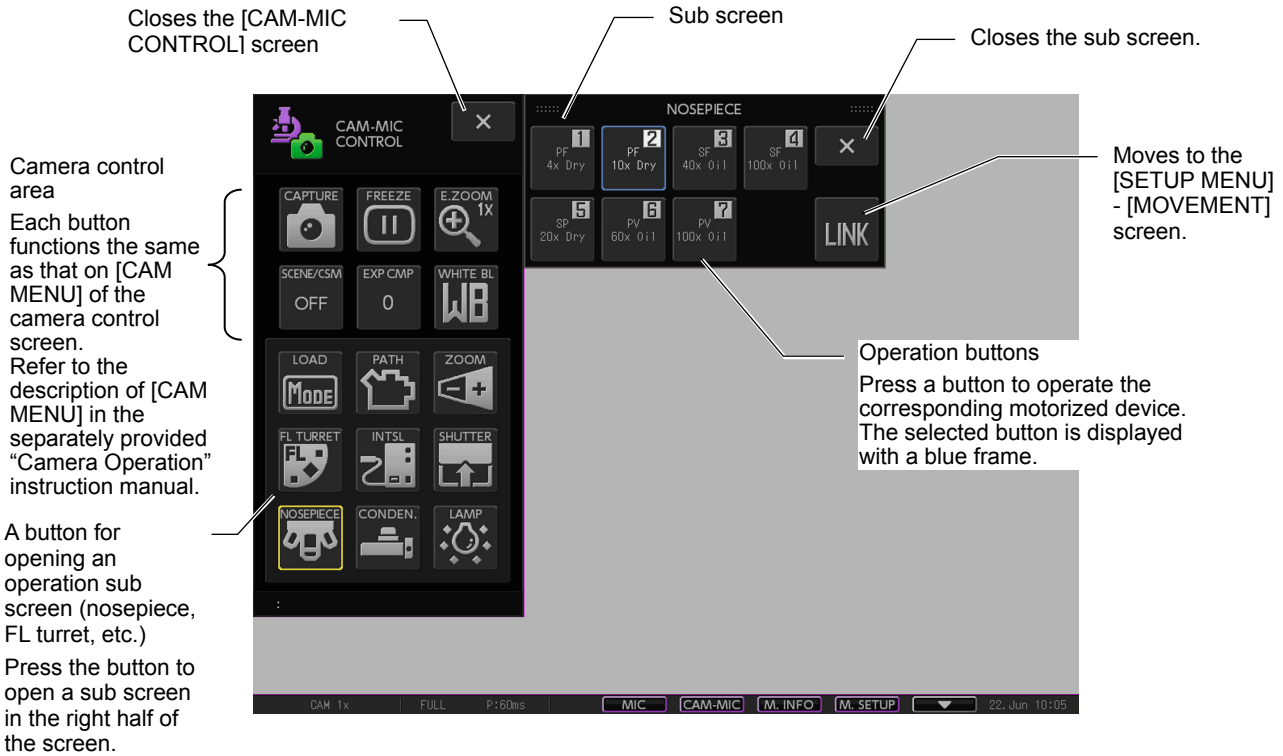 Closes the [CAM-MIC
CONTROL] screen
Sub screen
Closes the sub screen.
CAM-MIC
CONTROL
NOSEPIECE
1
PF
4x Dry
2
PF
10x Dry
3
SF
40x Oil
4
SF
100x Oil
5
SP
20x Dry
6
PV
60x Oil
7
PV
100x Oil
LINK
Moves to the
[SETUP MENU]
- [MOVEMENT]
screen.
Camera control
area
Each button
functions the same
as that on [CAM
MENU] of the
camera control
screen.
Refer to the
description of [CAM
MENU] in the
separately provided
“Camera Operation”
instruction manual.
CAPTURE
FREEZE
E.ZOOM
1X
SCENE/CSM
OFF
EXP CMP
0
WHITE BL
WB
LOAD
MODE
PATH
ZOOM
FL TURRET
FL
INTSL
SHUTTER
NOSEPIECE
CONDEN.
LAMP
:
Operation buttons
Press a button to operate the
corresponding motorized device.
The selected button is displayed
with a blue frame.
A button for
opening an
operation sub
screen (nosepiece,
FL turret, etc.)
Press the button to
open a sub screen
in the right half of
the screen.
CAM 1x FULL P:60ms MIC CAM-MIC M. INFO M. SETUP 22. Jun 10:05